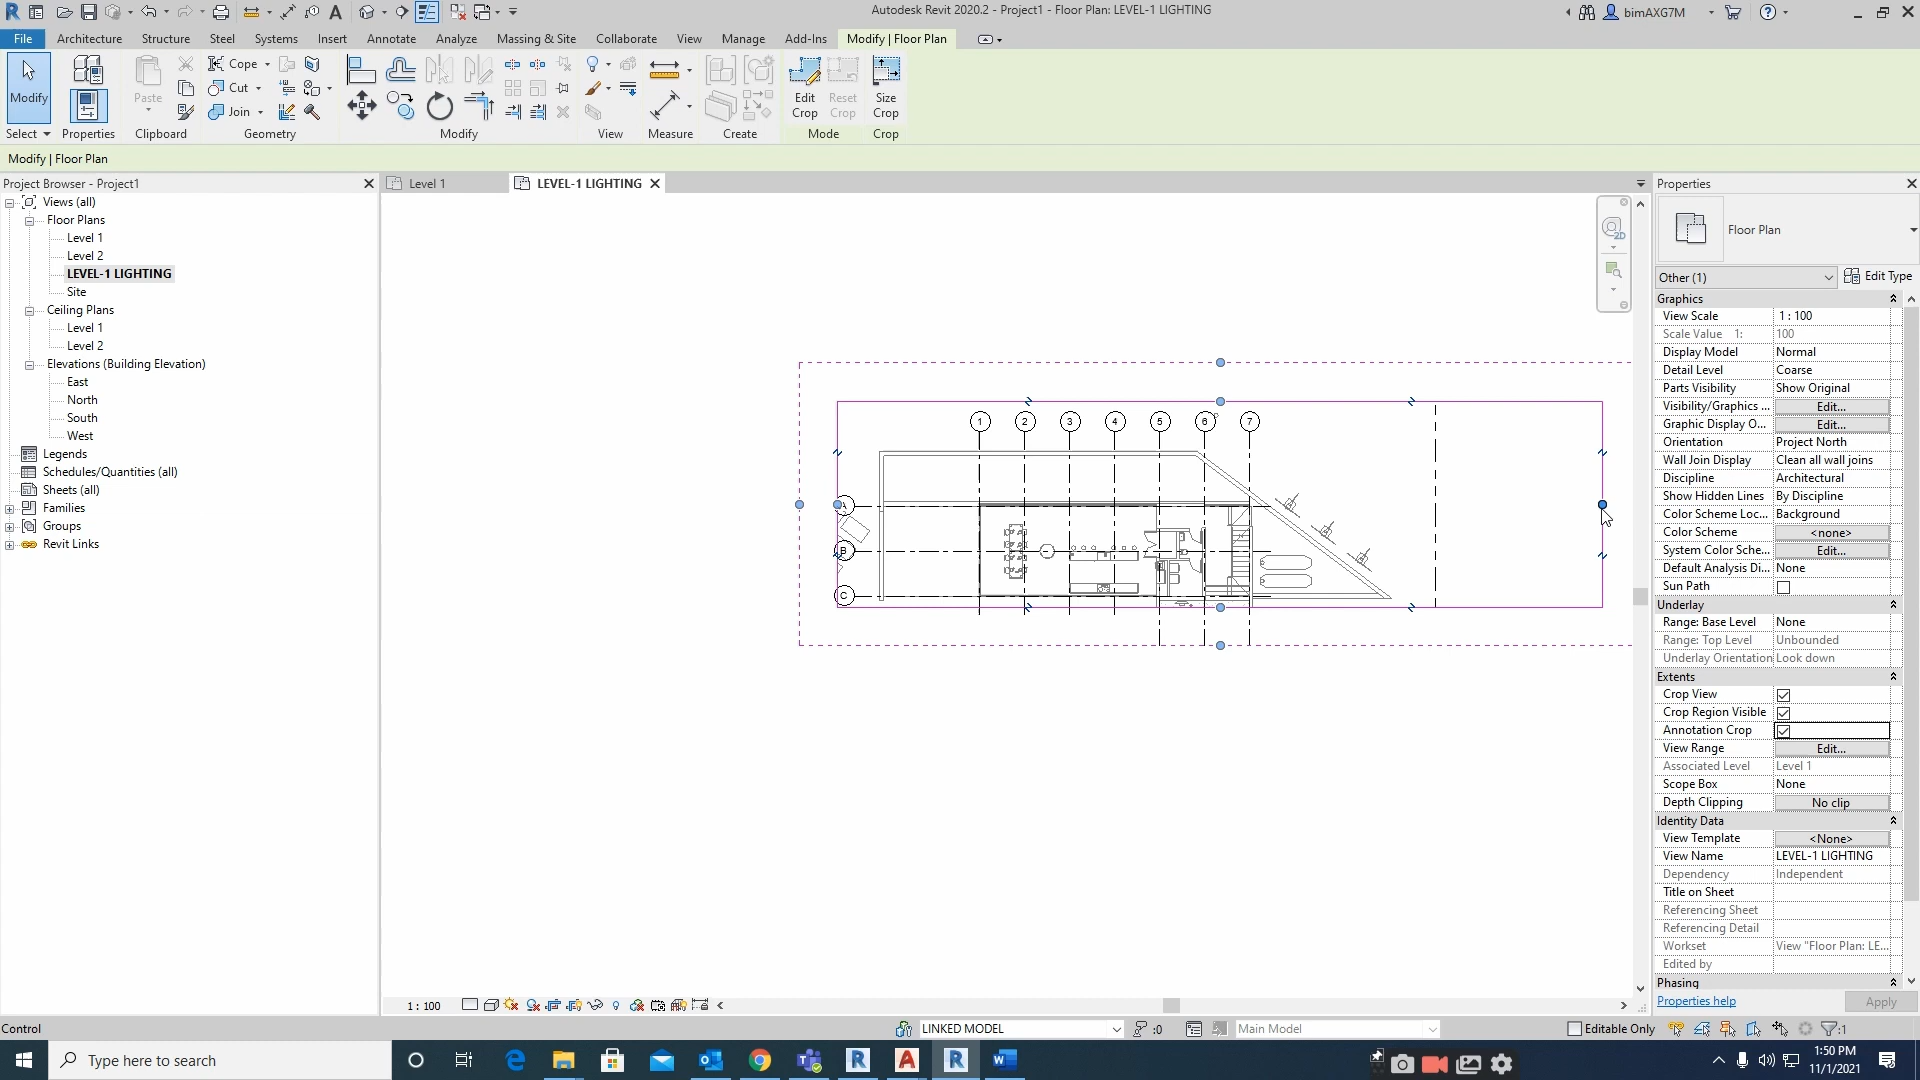 Autodesk Revit 2020.2 - Project1 - Floor Plan: LEVEL-1 LIGHTING
bimAXG7M
File Architecture Structure Steel Systems Insert Annotate Analyze Massing & Site Collaborate View Manage Add-Ins Modify | Floor Plan
Modify
Paste
Cope
Cut
Join
Edit Crop
Reset Crop
Size Crop
Select Properties Clipboard Geometry Modify View Measure Create Mode Crop
Modify | Floor Plan
Project Browser - Project1
Level 1
LEVEL-1 LIGHTING
Properties
Views (all)
Floor Plans
Level 1
Level 2
LEVEL-1 LIGHTING
Site
Ceiling Plans
Level 1
Level 2
Elevations (Building Elevation)
East
North
South
West
Legends
Schedules/Quantities (all)
Sheets (all)
Families
Groups
Revit Links
2D
1 2 3 4 5 6 7
A
B
C
Floor Plan
Other (1) Edit Type
Graphics
View Scale 1 : 100
Scale Value 1: 100
Display Model Normal
Detail Level Coarse
Parts Visibility Show Original
Visibility/Graphics ... Edit...
Graphic Display O... Edit...
Orientation Project North
Wall Join Display Clean all wall joins
Discipline Architectural
Show Hidden Lines By Discipline
Color Scheme Loc... Background
Color Scheme <none>
System Color Sche... Edit...
Default Analysis Di... None
Sun Path
Underlay
Range: Base Level None
Range: Top Level Unbounded
Underlay Orientation Look down
Extents
Crop View
Crop Region Visible
Annotation Crop
View Range Edit...
Associated Level Level 1
Scope Box None
Depth Clipping No clip
Identity Data
View Template <None>
View Name LEVEL-1 LIGHTING
Dependency Independent
Title on Sheet
Referencing Sheet
Referencing Detail
Workset View "Floor Plan: LE...
Edited by
Phasing
Properties help Apply
1 : 100
Control
LINKED MODEL
:0
Main Model
Editable Only
:1
Type here to search
1:50 PM
11/1/2021